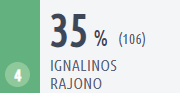 35 % (106)
4
IGNALINOS
RAJONO